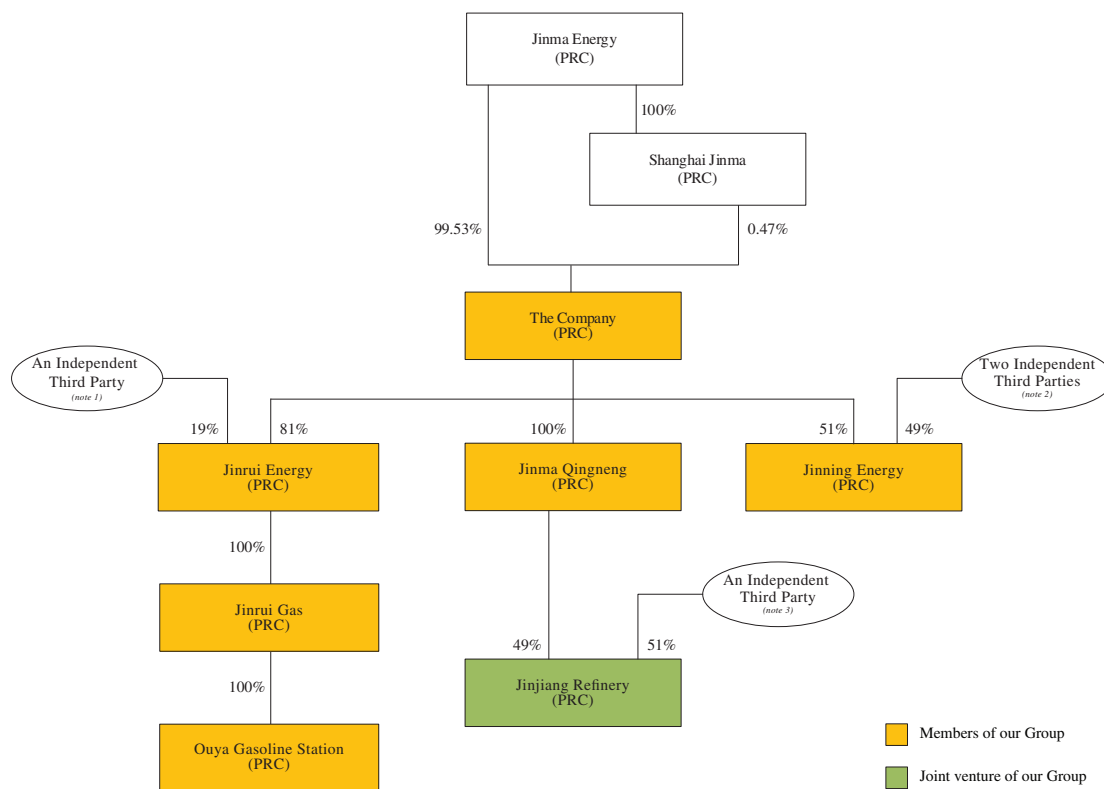 Jinma Energy
(PRC)
100%
Shanghai Jinma
(PRC)
99.53%
0.47%
The Company
(PRC)
An Independent
Third Party
(note 1)
Two Independent
Third Parties
(note 2)
19%
81%
100%
51%
49%
Jinrui Energy
(PRC)
Jinma Qingneng
(PRC)
Jinning Energy
(PRC)
100%
An Independent
Third Party
(note 3)
Jinrui Gas
(PRC)
49%
51%
Jinjiang Refinery
(PRC)
100%
Ouya Gasoline Station
(PRC)
Members of our Group
Joint venture of our Group